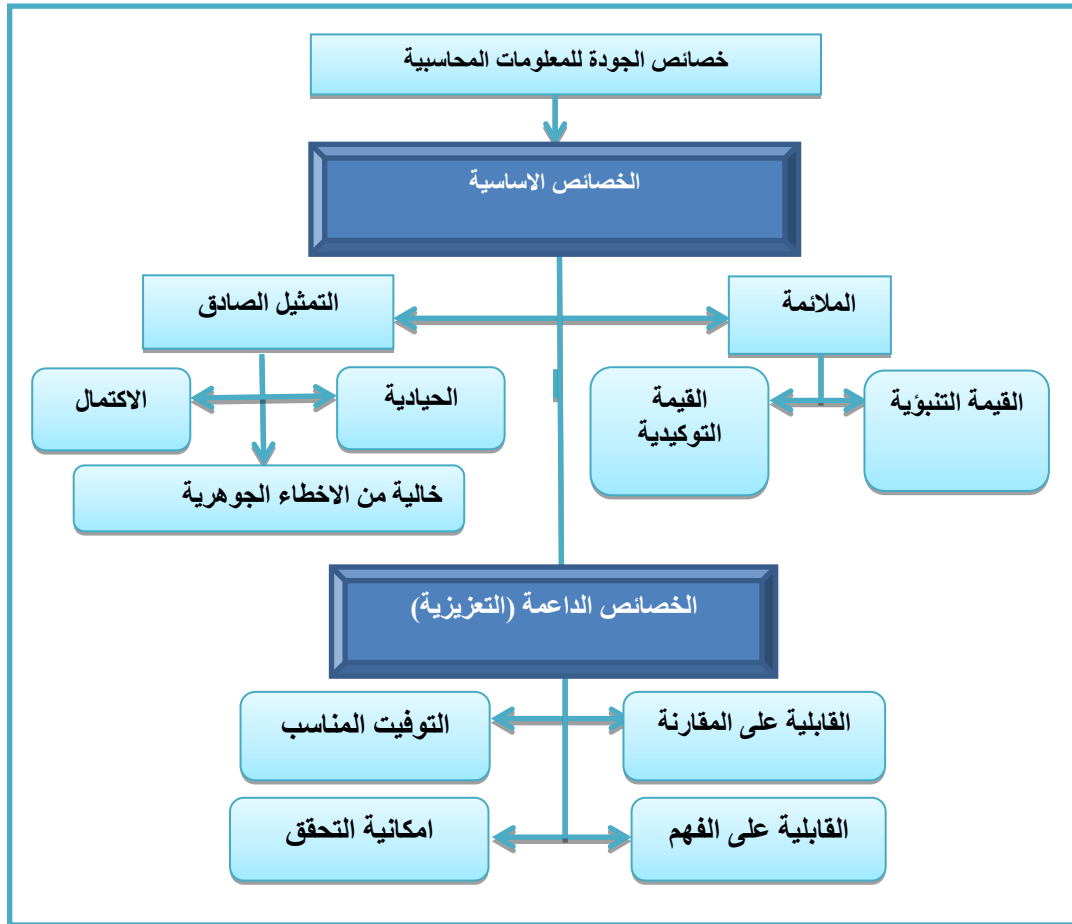 خصائص الجودة للمعلومات المحاسبية
الخصائص الاساسية
الملائمة
التمثيل الصادق
القيمة التنبؤية
القيمة
التوكيدية
الحيادية
الاكتمال
خالية من الاخطاء الجوهرية
الخصائص الداعمة (التعزيزية)
القابلية على المقارنة
التوفيت المناسب
القابلية على الفهم
امكانية التحقق